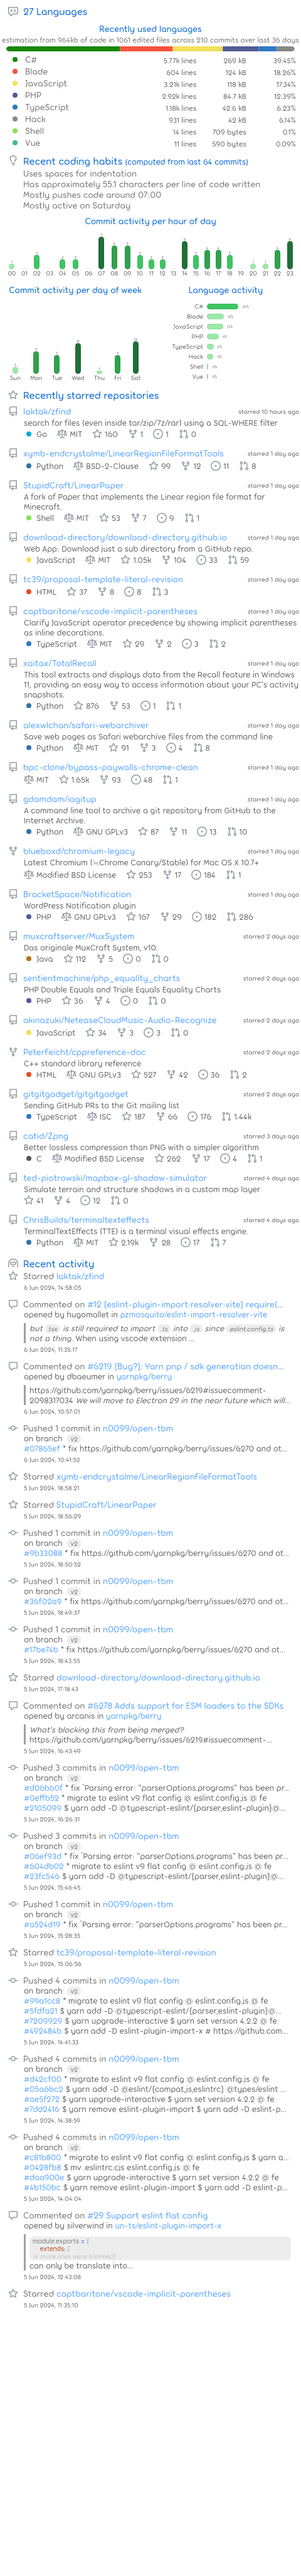 27 Languages
Recently used languages
estimation from 964kb of code in 1061 edited files across 210 commits over last 36 days
C# 5.77k lines 269 kB 39.45%
Blade 604 lines 124 kB 18.26%
JavaScript 3.21k lines 118 kB 17.34%
PHP 2.92k lines 84.7 kB 12.39%
TypeScript 1.18k lines 42.6 kB 6.23%
Hack 931 lines 42 kB 6.14%
Shell 14 lines 709 bytes 0.1%
Vue 11 lines 590 bytes 0.09%
Recent coding habits (computed from last 64 commits)
Uses spaces for indentation
Has approximately 55.1 characters per line of code written
Mostly pushes code around 07:00
Mostly active on Saturday
Commit activity per hour of day
00 01 02 03 04 05 06 07 08 09 10 11 12 13 14 15 16 17 18 19 20 21 22 23
Commit activity per day of week
Sun Mon Tue Wed Thu Fri Sat
Language activity
C#
Blade
JavaScript
PHP
TypeScript
Hack
Shell
Vue
Recently starred repositories
laktak/zfind starred 10 hours ago
search for files (even inside tar/zip/7z/rar) using a SQL-WHERE filter
Go MIT 160 1 1 0
xymb-endcrystalme/LinearRegionFileFormatTools starred 1 day ago
Python BSD-2-Clause 99 12 11 8
StupidCraft/LinearPaper starred 1 day ago
A fork of Paper that implements the Linear region file format for
Minecraft.
Shell MIT 53 7 9 1
download-directory/download-directory.github.io starred 1 day ago
Web App: Download just a sub directory from a GitHub repo.
JavaScript MIT 1.05k 104 33 59
tc39/proposal-template-literal-revision starred 1 day ago
HTML 37 8 8 3
captbaritone/vscode-implicit-parentheses starred 1 day ago
Clarify JavaScript operator precedence by showing implicit parentheses
as inline decorations.
TypeScript MIT 29 2 3 2
xaitax/TotalRecall starred 1 day ago
This tool extracts and displays data from the Recall feature in Windows
11, providing an easy way to access information about your PC's activity
snapshots.
Python 876 53 1 1
alexwlchan/safari-webarchiver starred 1 day ago
Save web pages as Safari webarchive files from the command line
Python MIT 91 3 4 8
bpc-clone/bypass-paywalls-chrome-clean starred 1 day ago
MIT 1.65k 93 48 1
gdamdam/iagitup starred 1 day ago
A command line tool to archive a git repository from GitHub to the
Internet Archive.
Python GNU GPLv3 87 11 13 10
blueboxd/chromium-legacy starred 1 day ago
Latest Chromium (≒Chrome Canary/Stable) for Mac OS X 10.7+
Modified BSD License 253 17 184 1
BracketSpace/Notification starred 1 day ago
WordPress Notification plugin
PHP GNU GPLv3 167 29 182 286
muxcraftserver/MuxSystem starred 2 days ago
Das originale MuxCraft System, v10.
Java 112 5 0 0
sentientmachine/php_equality_charts starred 2 days ago
PHP Double Equals and Triple Equals Equality Charts
PHP 36 4 0 0
akinazuki/NeteaseCloudMusic-Audio-Recognize starred 2 days ago
JavaScript 34 3 3 0
PeterFeicht/cppreference-doc starred 2 days ago
C++ standard library reference
HTML GNU GPLv3 527 42 36 2
gitgitgadget/gitgitgadget starred 2 days ago
Sending GitHub PRs to the Git mailing list
TypeScript ISC 187 66 176 1.44k
catid/Zpng starred 3 days ago
Better lossless compression than PNG with a simpler algorithm
C Modified BSD License 262 17 4 1
ted-piotrowski/mapbox-gl-shadow-simulator starred 4 days ago
Simulate terrain and structure shadows in a custom map layer
41 4 12 0
ChrisBuilds/terminaltexteffects starred 4 days ago
TerminalTextEffects (TTE) is a terminal visual effects engine.
Python MIT 2.19k 28 17 7
Recent activity
Starred laktak/zfind
6 Jun 2024, 14:58:05
Commented on #12 [eslint-plugin-import:resolver:vite] require(...
opened by hugomallet in pzmosquito/eslint-import-resolver-vite
but .tsx is still required to import .ts into .js since eslint.config.ts is
not a thing. When using vscode extension ...
6 Jun 2024, 11:35:17
Commented on #6219 [Bug?]: Yarn pnp / sdk generation doesn...
opened by dboeumer in yarnpkg/berry
https://github.com/yarnpkg/berry/issues/6219#issuecomment-
2098317034 We will move to Electron 29 in the near future which will...
6 Jun 2024, 10:57:01
Pushed 1 commit in n0099/open-tbm
on branch v2
#07865ef * fix https://github.com/yarnpkg/berry/issues/6270 and ot...
6 Jun 2024, 10:41:52
Starred xymb-endcrystalme/LinearRegionFileFormatTools
5 Jun 2024, 18:58:21
Starred StupidCraft/LinearPaper
5 Jun 2024, 18:56:29
Pushed 1 commit in n0099/open-tbm
on branch v2
#9b33088 * fix https://github.com/yarnpkg/berry/issues/6270 and ot...
5 Jun 2024, 18:50:52
Pushed 1 commit in n0099/open-tbm
on branch v2
#36f02a9 * fix https://github.com/yarnpkg/berry/issues/6270 and ot...
5 Jun 2024, 18:49:37
Pushed 1 commit in n0099/open-tbm
on branch v2
#17be74b * fix https://github.com/yarnpkg/berry/issues/6270 and ot...
5 Jun 2024, 18:43:55
Starred download-directory/download-directory.github.io
5 Jun 2024, 17:18:43
Commented on #6278 Adds support for ESM loaders to the SDKs
opened by arcanis in yarnpkg/berry
What's blocking this from being merged?
https://github.com/yarnpkg/berry/issues/6219#issuecomment-...
5 Jun 2024, 16:43:49
Pushed 3 commits in n0099/open-tbm
on branch v2
#d06b60f * fix `Parsing error: "parserOptions.programs" has been pr...
#0effb52 * migrate to eslint v9 flat config @ eslint.config.js @ fe
#2105099 $ yarn add -D @typescript-eslint/{parser,eslint-plugin}@...
5 Jun 2024, 16:26:31
Pushed 3 commits in n0099/open-tbm
on branch v2
#06ef93d * fix `Parsing error: "parserOptions.programs" has been pr...
#604db02 * migrate to eslint v9 flat config @ eslint.config.js @ fe
#23fc546 $ yarn add -D @typescript-eslint/{parser,eslint-plugin}@...
5 Jun 2024, 15:46:45
Pushed 1 commit in n0099/open-tbm
on branch v2
#a524d19 * fix `Parsing error: "parserOptions.programs" has been pr...
5 Jun 2024, 15:28:35
Starred tc39/proposal-template-literal-revision
5 Jun 2024, 15:06:56
Pushed 4 commits in n0099/open-tbm
on branch v2
#99a1cc8 * migrate to eslint v9 flat config @ eslint.config.js @ fe
#5fdfa21 $ yarn add -D @typescript-eslint/{parser,eslint-plugin}@...
#7209929 $ yarn upgrade-interactive $ yarn set version 4.2.2 @ fe
#492484b $ yarn add -D eslint-plugin-import-x # https://github.com...
5 Jun 2024, 14:41:33
Pushed 4 commits in n0099/open-tbm
on branch v2
#d42cf00 * migrate to eslint v9 flat config @ eslint.config.js @ fe
#05a6bc2 $ yarn add -D @eslint/{compat,js,eslintrc} @types/eslint ...
#ae5f272 $ yarn upgrade-interactive $ yarn set version 4.2.2 @ fe
#7dd2416 $ yarn remove eslint-plugin-import $ yarn add -D eslint-p...
5 Jun 2024, 14:38:59
Pushed 4 commits in n0099/open-tbm
on branch v2
#c81b800 * migrate to eslint v9 flat config @ eslint.config.js $ yarn a...
#0428fb8 $ mv .eslintrc.cjs eslint.config.js @ fe
#daa900e $ yarn upgrade-interactive $ yarn set version 4.2.2 @ fe
#4b150bc $ yarn remove eslint-plugin-import $ yarn add -D eslint-p...
5 Jun 2024, 14:04:04
Commented on #29 Support eslint flat config
opened by silverwind in un-ts/eslint-plugin-import-x
module.exports = {
extends: [
can only be translate into...
5 Jun 2024, 12:43:08
Starred captbaritone/vscode-implicit-parentheses
5 Jun 2024, 11:35:10